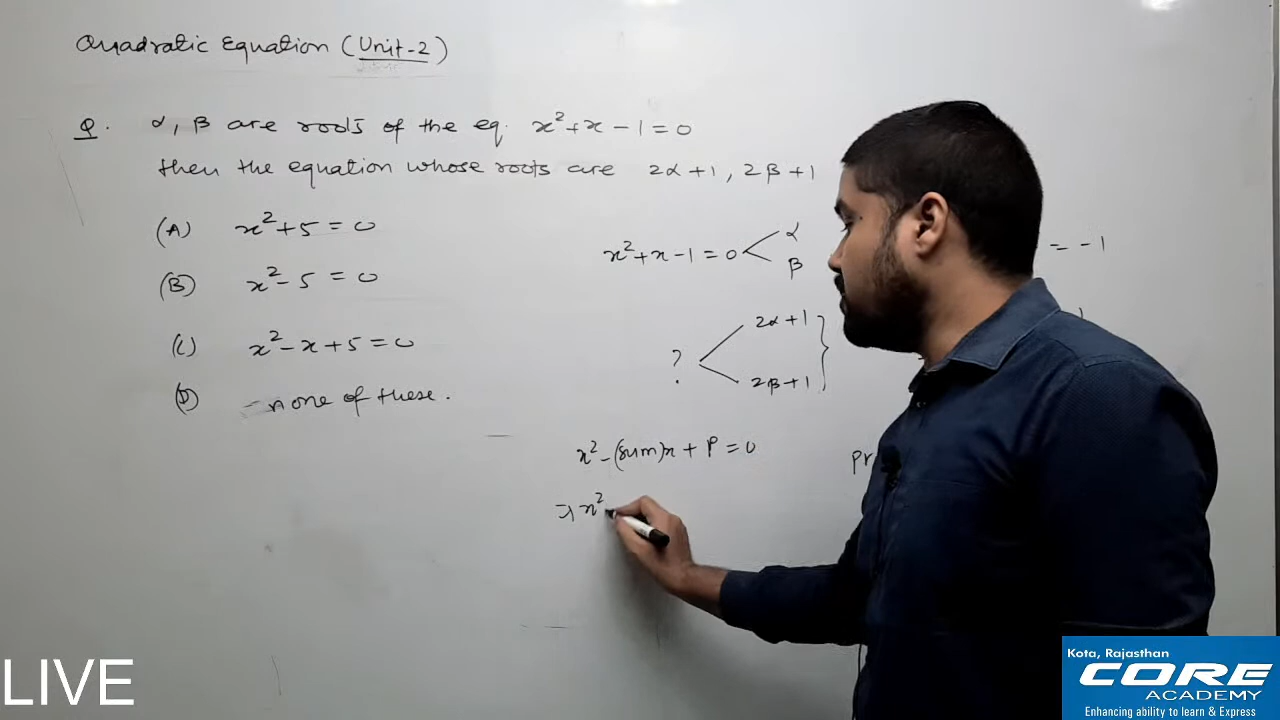 Quadratic Equation (Unit-2)
Q. α, β are roots of the eq. x²+x-1=0
then the equation whose roots are 2α+1, 2β+1
(A) x²+5=0
(B) x²-5=0
(C) x²-x+5=0
(D) none of these.
x²+x-1=0 α
β
= -1
? 2α+1
2β+1
x²-(sum)x + P = 0
⇒ x²
LIVE
Kota, Rajasthan
CORE
ACADEMY
Enhancing ability to learn & Express